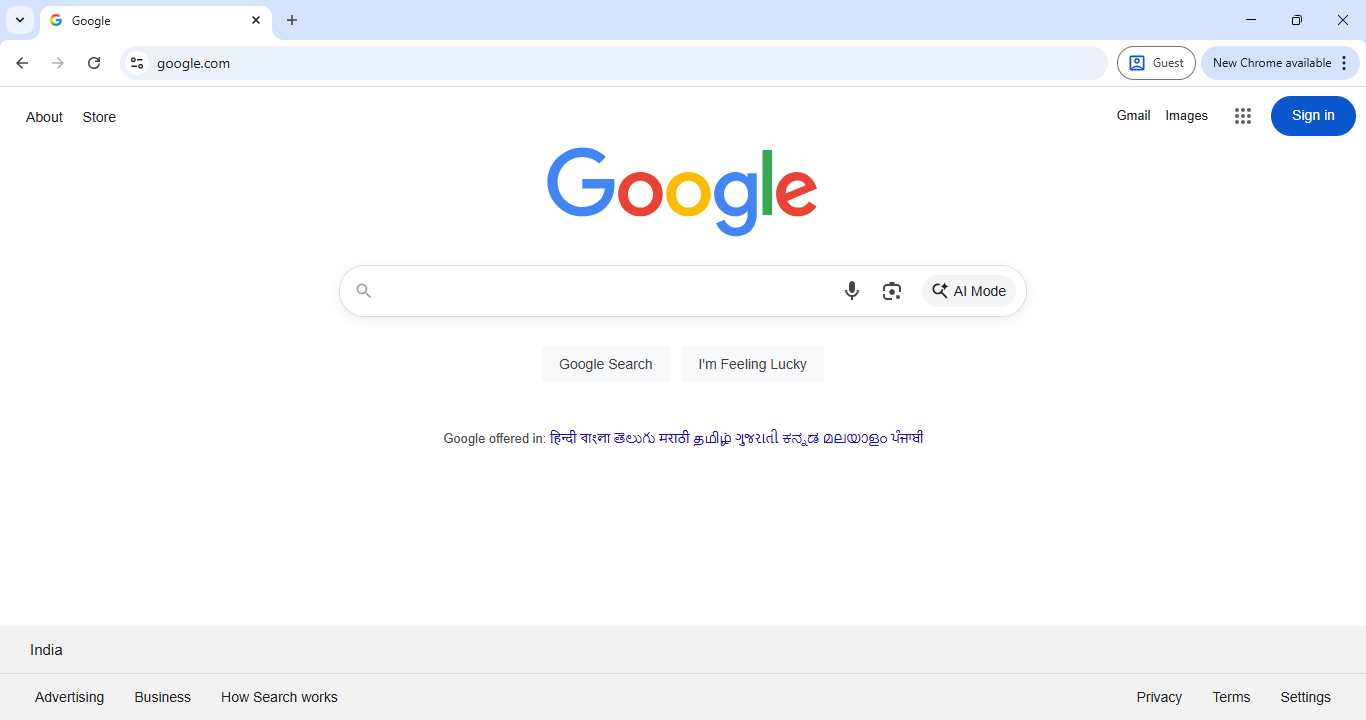 Google
google.com
Guest
New Chrome available
About Store
Gmail Images
Sign in
Google
AI Mode
Google Search I'm Feeling Lucky
Google offered in: हिन्दी বাংলা తెలుగు मराठी தமிழ் ગુજરાતી ಕನ್ನಡ മലയാളം ਪੰਜਾਬੀ
India
Advertising Business How Search works
Privacy Terms Settings